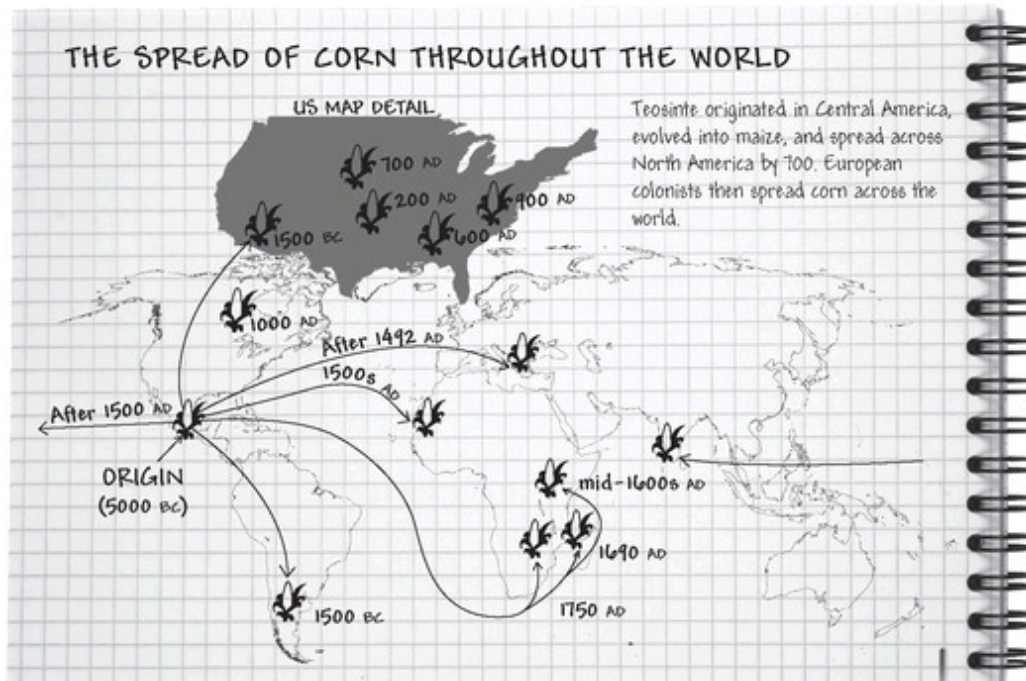 THE SPREAD OF CORN THROUGHOUT THE WORLD
US MAP DETAIL
Teosinte originated in Central America,
evolved into maize, and spread across
North America by 700. European
colonists then spread corn across the
world.
700 AD
200 AD
900 AD
600 AD
1500 BC
1000 AD
After 1492 AD
1500s AD
After 1500 AD
ORIGIN
(5000 BC)
mid-1600s AD
1690 AD
1750 AD
1500 BC